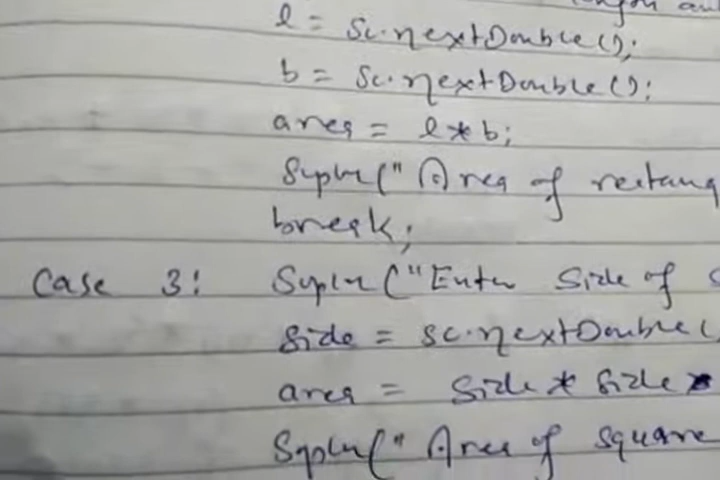 l = sc.nextDouble();
b = sc.nextDouble();
area = l*b;
Sopln(" Area of rectang
break;
Case 3: Sopln("Enter Side of S
Side = sc.nextDouble(
area = Side * Side
Sopln(" Area of square